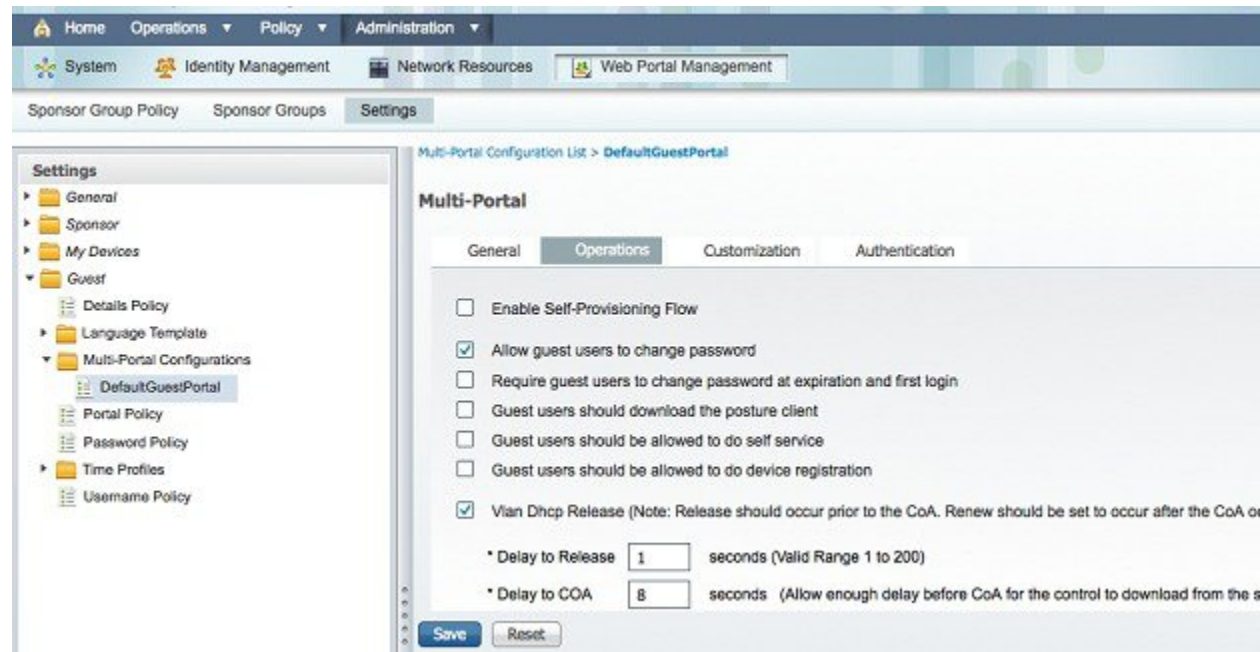 Home Operations Policy Administration
System Identity Management Network Resources Web Portal Management
Sponsor Group Policy Sponsor Groups Settings
Settings
General
Sponsor
My Devices
Guest
Details Policy
Language Template
Multi-Portal Configurations
DefaultGuestPortal
Portal Policy
Password Policy
Time Profiles
Username Policy
Multi-Portal Configuration List > DefaultGuestPortal
Multi-Portal
General Operations Customization Authentication
Enable Self-Provisioning Flow
Allow guest users to change password
Require guest users to change password at expiration and first login
Guest users should download the posture client
Guest users should be allowed to do self service
Guest users should be allowed to do device registration
Vlan Dhcp Release (Note: Release should occur prior to the CoA. Renew should be set to occur after the CoA
* Delay to Release 1 seconds (Valid Range 1 to 200)
* Delay to COA 8 seconds (Allow enough delay before CoA for the control to download from the
Save Reset